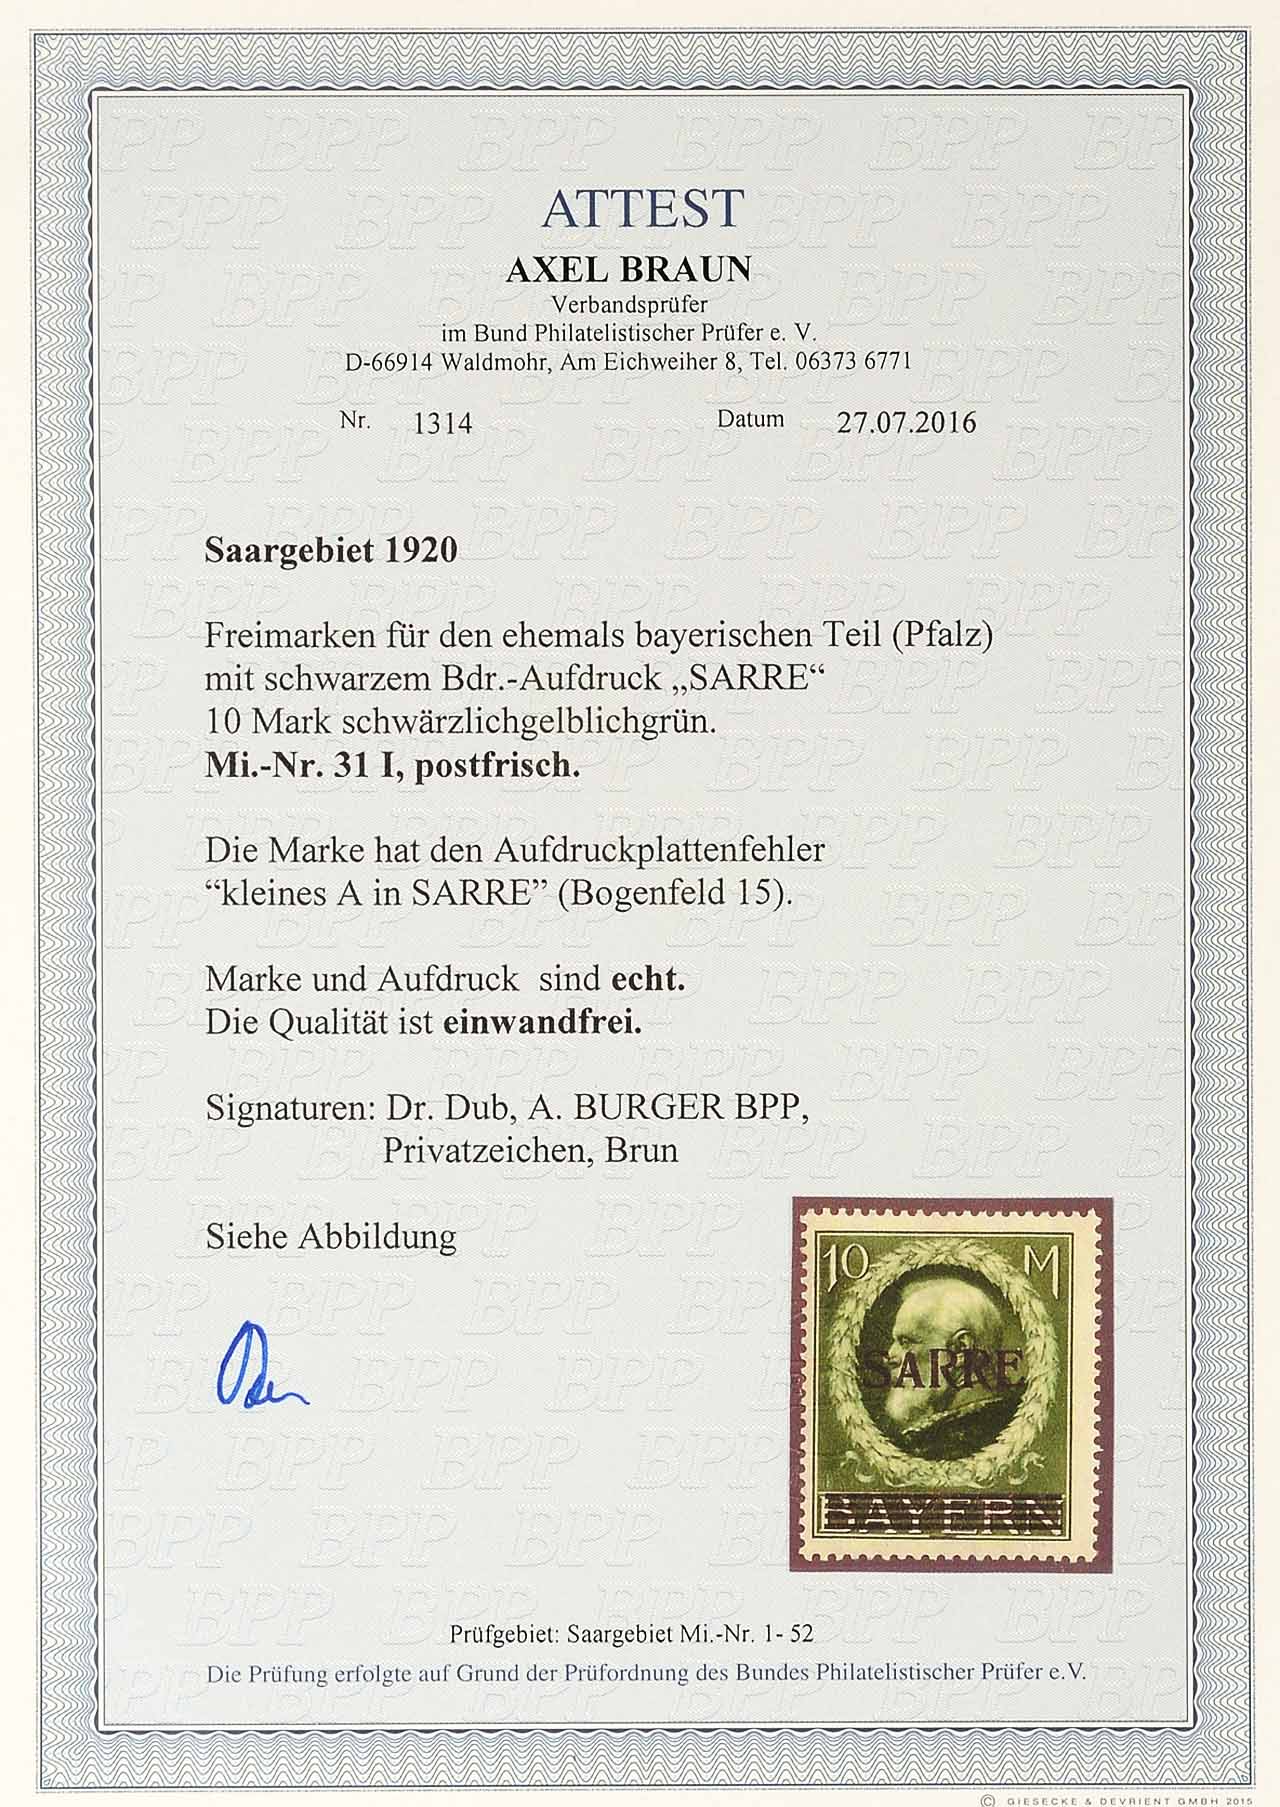 ATTEST
AXEL BRAUN
Verbandsprüfer
im Bund Philatelistischer Prüfer e. V.
D-66914 Waldmohr, Am Eichweiher 8, Tel. 06373 6771
Nr. 1314 Datum 27.07.2016
Saargebiet 1920
Freimarken für den ehemals bayerischen Teil (Pfalz)
mit schwarzem Bdr.-Aufdruck „SARRE“
10 Mark schwärzlichgelblichgrün.
Mi.-Nr. 31 I, postfrisch.
Die Marke hat den Aufdruckplattenfehler
“kleines A in SARRE” (Bogenfeld 15).
Marke und Aufdruck sind echt.
Die Qualität ist einwandfrei.
Signaturen: Dr. Dub, A. BURGER BPP,
Privatzeichen, Brun
Siehe Abbildung
10 M
SARRE
BAYERN
Prüfgebiet: Saargebiet Mi.-Nr. 1- 52
Die Prüfung erfolgte auf Grund der Prüfordnung des Bundes Philatelistischer Prüfer e.V.
© GIESECKE & DEVRIENT GMBH 2015